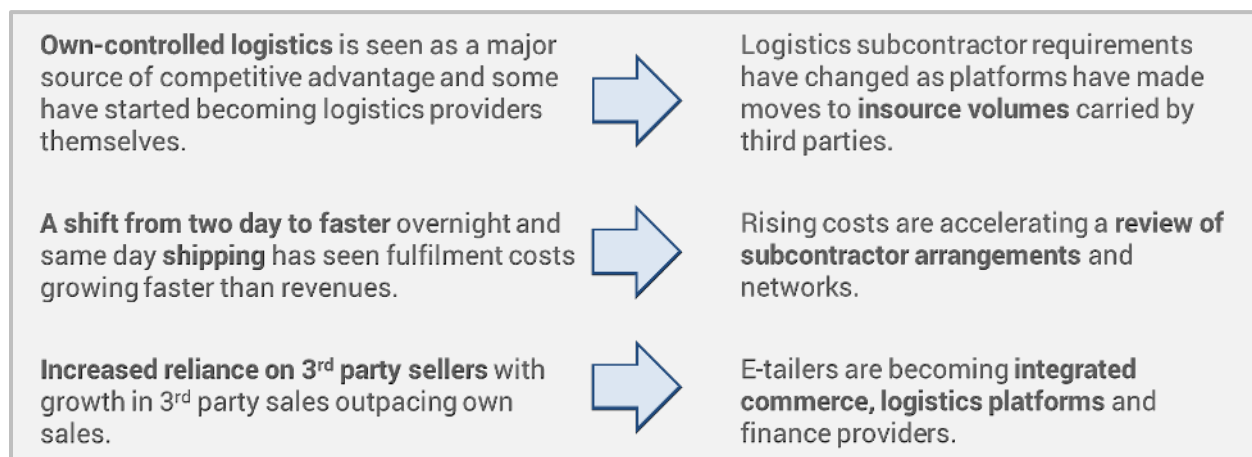 Own-controlled logistics is seen as a major
source of competitive advantage and some
have started becoming logistics providers
themselves.
Logistics subcontractor requirements
have changed as platforms have made
moves to insource volumes carried by
third parties.
A shift from two day to faster overnight and
same day shipping has seen fulfilment costs
growing faster than revenues.
Rising costs are accelerating a review of
subcontractor arrangements and
networks.
Increased reliance on 3rd party sellers with
growth in 3rd party sales outpacing own
sales.
E-tailers are becoming integrated
commerce, logistics platforms and
finance providers.